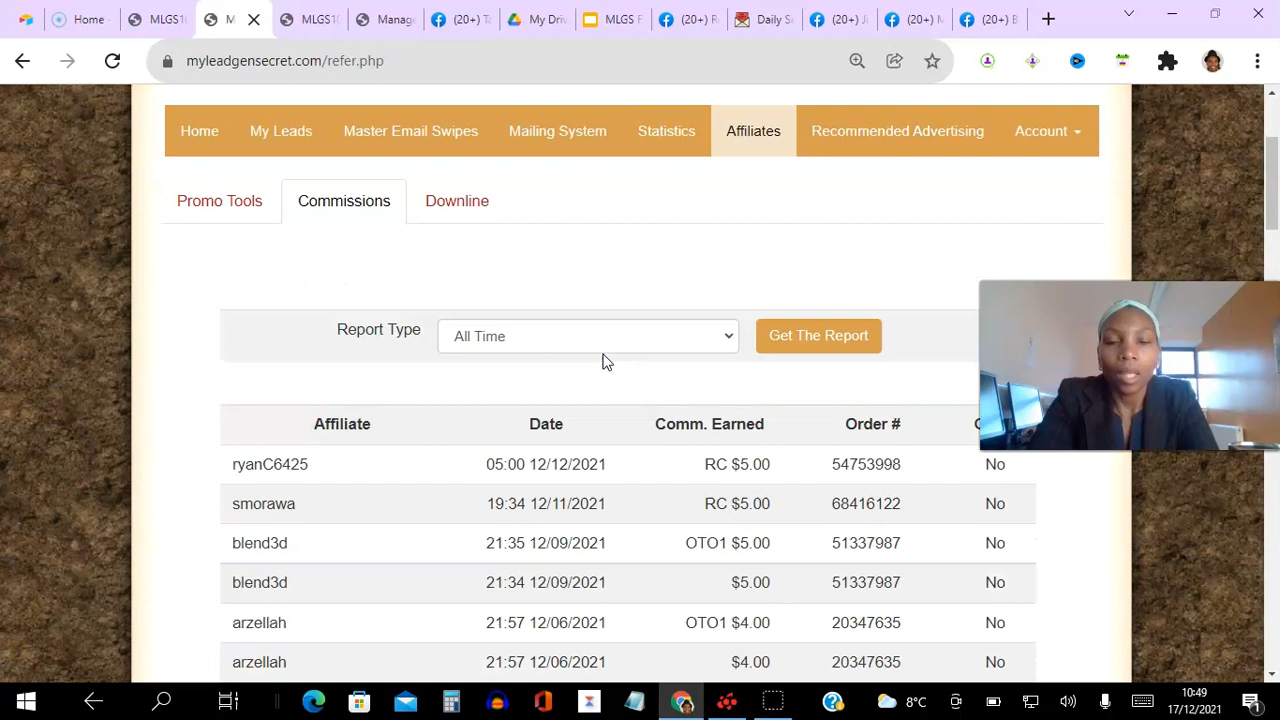 Home
MLGS
M
MLGS1
Manage
(20+)
My Driv
MLGS F
(20+)
Daily S
(20+)
(20+)
(20+)
myleadgensecret.com/refer.php
Home My Leads Master Email Swipes Mailing System Statistics Affiliates Recommended Advertising Account
Promo Tools Commissions Downline
Report Type All Time Get The Report
Affiliate Date Comm. Earned Order #
ryanC6425 05:00 12/12/2021 RC $5.00 54753998 No
smorawa 19:34 12/11/2021 RC $5.00 68416122 No
blend3d 21:35 12/09/2021 OTO1 $5.00 51337987 No
blend3d 21:34 12/09/2021 $5.00 51337987 No
arzellah 21:57 12/06/2021 OTO1 $4.00 20347635 No
arzellah 21:57 12/06/2021 $4.00 20347635 No
8°C
10:49
17/12/2021